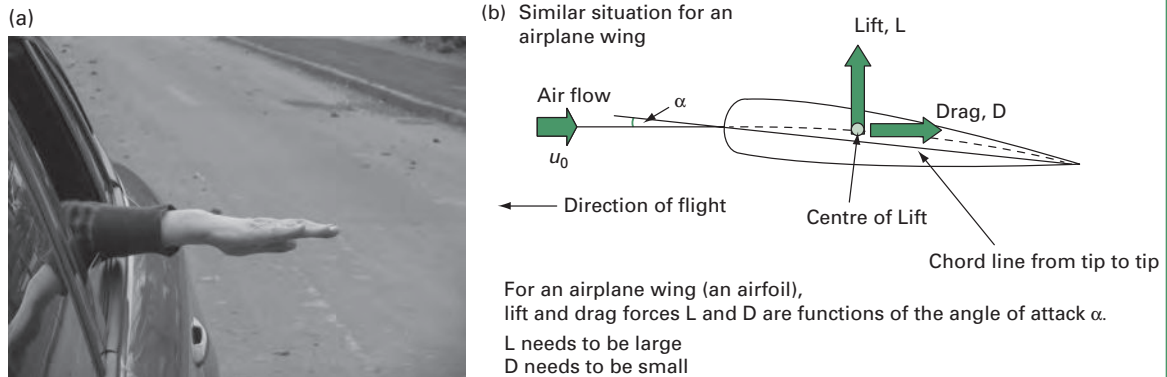 (a)
(b) Similar situation for an
airplane wing
Lift, L
Air flow
α
Drag, D
u₀
Direction of flight
Centre of Lift
Chord line from tip to tip
For an airplane wing (an airfoil),
lift and drag forces L and D are functions of the angle of attack α.
L needs to be large
D needs to be small